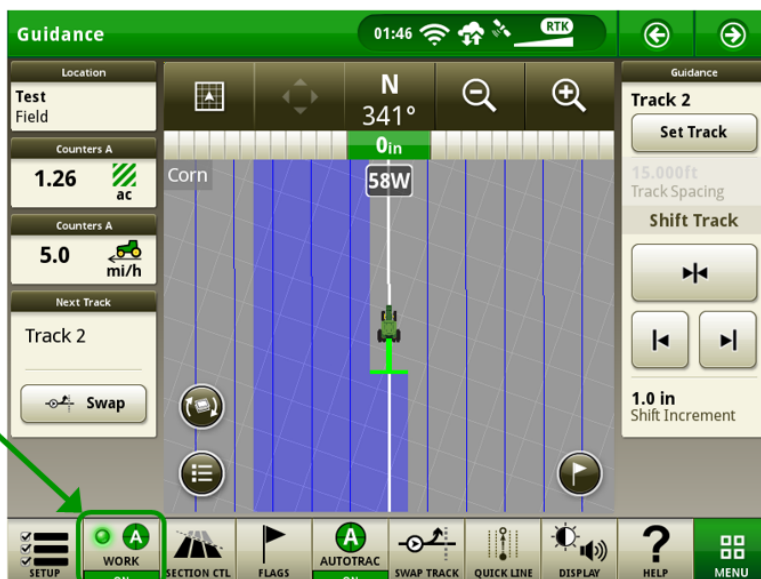 Guidance
01:46
RTK
Location
Test
Field
Counters A
1.26
ac
Counters A
5.0
mi/h
Next Track
Track 2
Swap
N
341°
0in
Corn
58W
Guidance
Track 2
Set Track
15.000ft
Track Spacing
Shift Track
1.0 in
Shift Increment
SETUP
A
WORK
ON
SECTION CTL
FLAGS
A
AUTOTRAC
ON
SWAP TRACK
QUICK LINE
DISPLAY
?
HELP
MENU